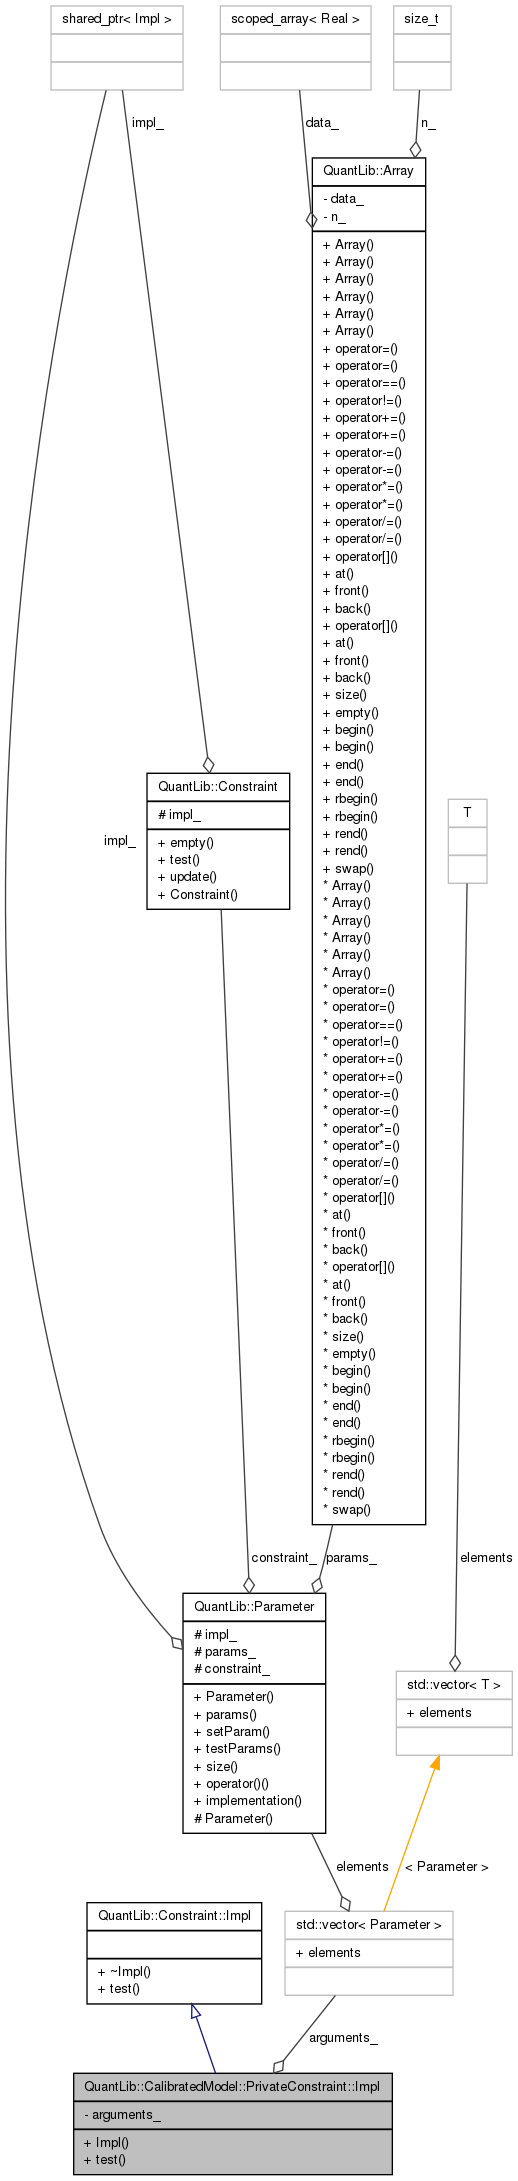 shared_ptr< Impl >
scoped_array< Real >
size_t
impl_
data_
n_
QuantLib::Array
- data_
- n_
+ Array()
+ Array()
+ Array()
+ Array()
+ Array()
+ Array()
+ operator=()
+ operator=()
+ operator==()
+ operator!=()
+ operator+=()
+ operator+=()
+ operator-=()
+ operator-=()
+ operator*=()
+ operator*=()
+ operator/=()
+ operator/=()
+ operator[]()
+ at()
+ front()
+ back()
+ operator[]()
+ at()
+ front()
+ back()
+ size()
+ empty()
+ begin()
+ begin()
+ end()
+ end()
+ rbegin()
+ rbegin()
+ rend()
+ rend()
+ swap()
* Array()
* Array()
* Array()
* Array()
* Array()
* Array()
* operator=()
* operator=()
* operator==()
* operator!=()
* operator+=()
* operator+=()
* operator-=()
* operator-=()
* operator*=()
* operator*=()
* operator/=()
* operator/=()
* operator[]()
* at()
* front()
* back()
* operator[]()
* at()
* front()
* back()
* size()
* empty()
* begin()
* begin()
* end()
* end()
* rbegin()
* rbegin()
* rend()
* rend()
* swap()
QuantLib::Constraint
# impl_
+ empty()
+ test()
+ update()
+ Constraint()
impl_
T
constraint_
params_
elements
QuantLib::Parameter
# impl_
# params_
# constraint_
+ Parameter()
+ params()
+ setParam()
+ testParams()
+ size()
+ operator()()
+ implementation()
# Parameter()
std::vector< T >
+ elements
elements
< Parameter >
QuantLib::Constraint::Impl
+ ~Impl()
+ test()
std::vector< Parameter >
+ elements
arguments_
QuantLib::CalibratedModel::PrivateConstraint::Impl
- arguments_
+ Impl()
+ test()